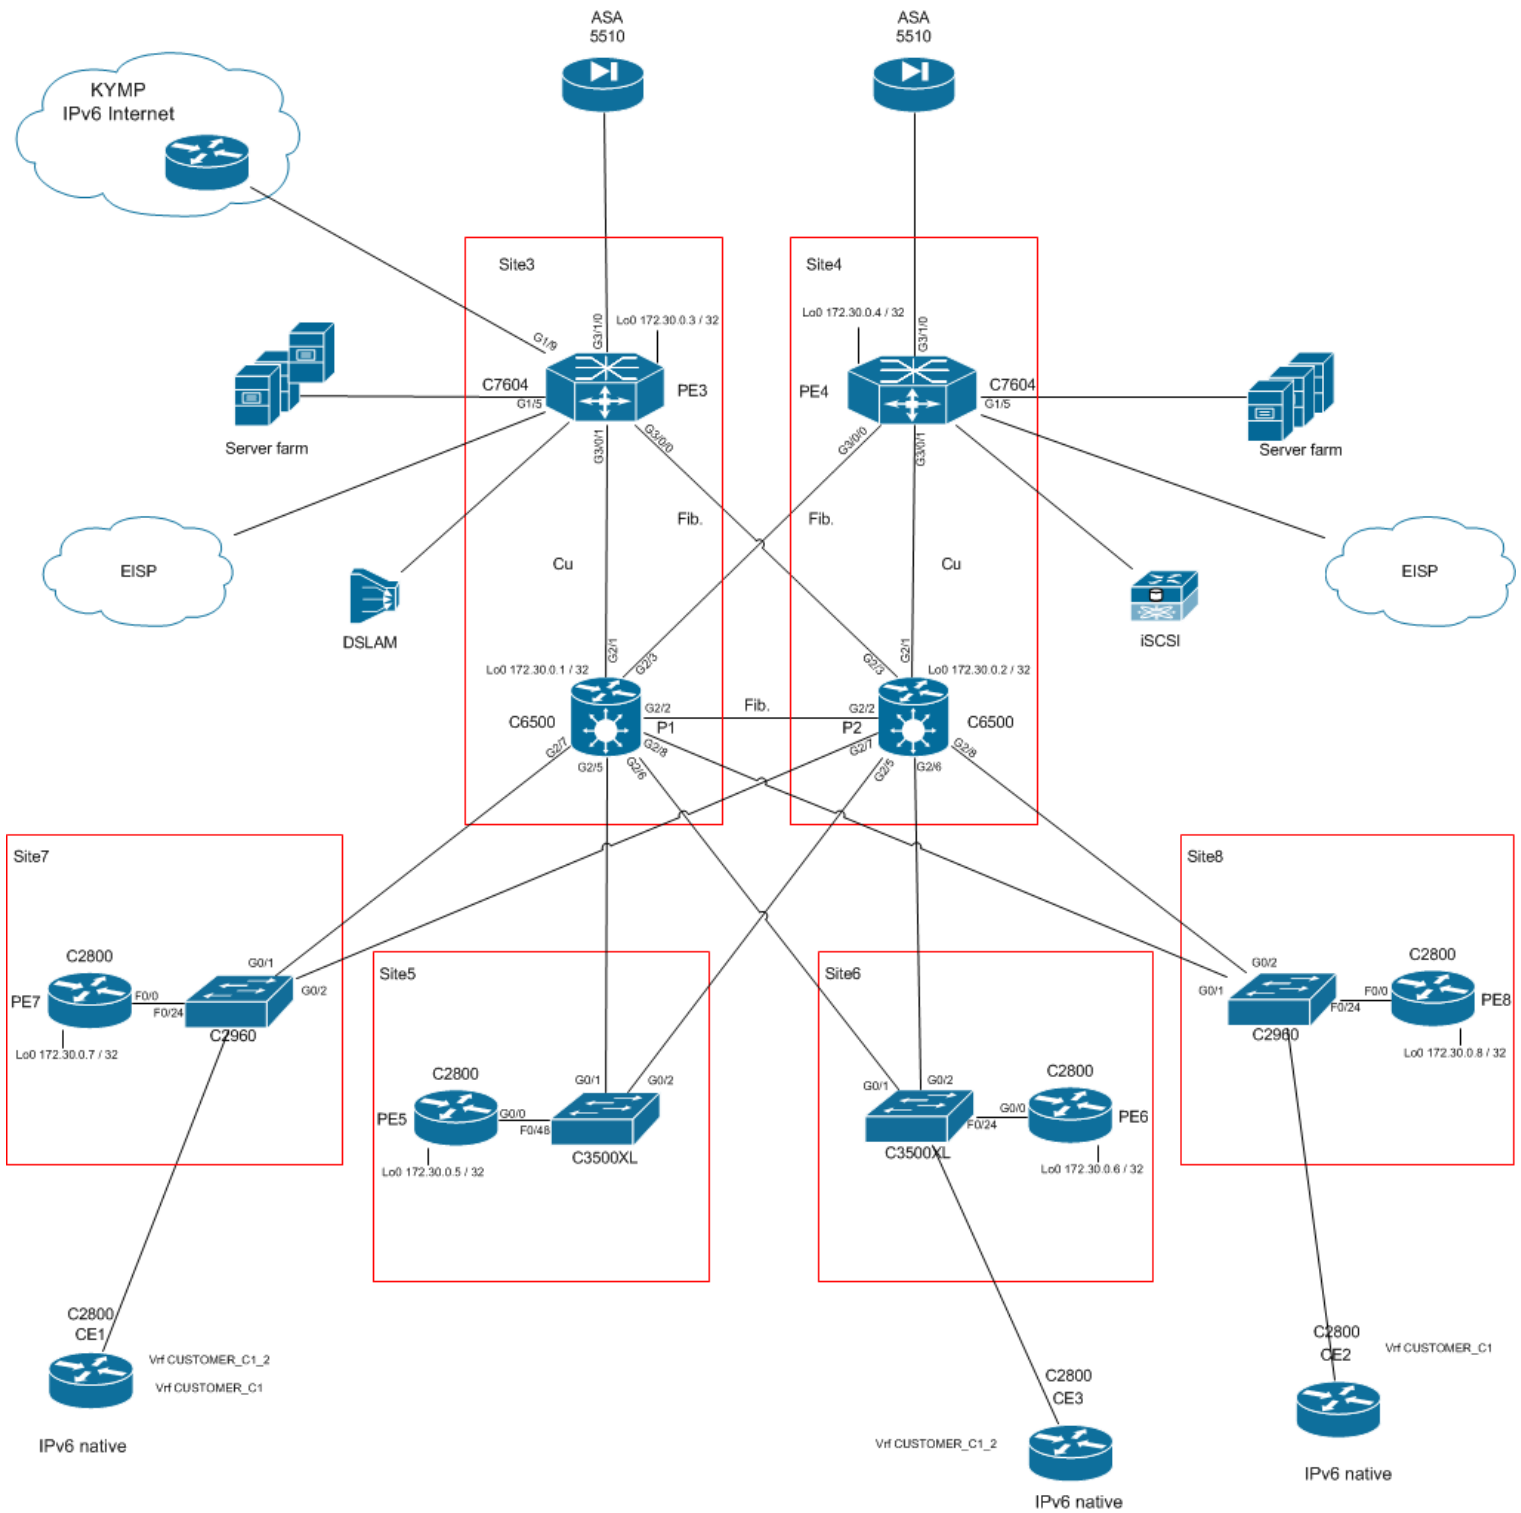 ASA
5510
ASA
5510
KYMP
IPv6 Internet
Site3
Site4
Lo0 172.30.0.3 / 32
G3/1/0
G1/9
Lo0 172.30.0.4 / 32
G3/1/0
C7604
G1/5
PE3
PE4
C7604
G1/5
Server farm
Server farm
G3/0/1
G3/0/0
G3/0/0
G3/0/1
Fib.
Fib.
Cu
Cu
EISP
EISP
DSLAM
iSCSI
G2/1
G2/3
G2/3
G2/1
Lo0 172.30.0.1 / 32
Lo0 172.30.0.2 / 32
C6500
G2/2
Fib.
G2/2
P1
P2
C6500
G2/7
G2/8
G2/7
G2/8
G2/5
G2/6
G2/5
G2/6
Site7
Site8
C2800
G0/1
G0/2
PE7
F0/0
F0/24
C2960
Lo0 172.30.0.7 / 32
Site5
Site6
G0/2
C2800
G0/1
F0/0
F0/24
PE8
C2960
Lo0 172.30.0.8 / 32
C2800
G0/1
G0/2
PE5
G0/0
F0/48
C3500XL
Lo0 172.30.0.5 / 32
G0/1
G0/2
C2800
G0/0
F0/24
PE6
C3500XL
Lo0 172.30.0.6 / 32
C2800
CE1
Vrf CUSTOMER_C1_2
Vrf CUSTOMER_C1
IPv6 native
C2800
CE3
Vrf CUSTOMER_C1_2
IPv6 native
C2800
CE2
Vrf CUSTOMER_C1
IPv6 native